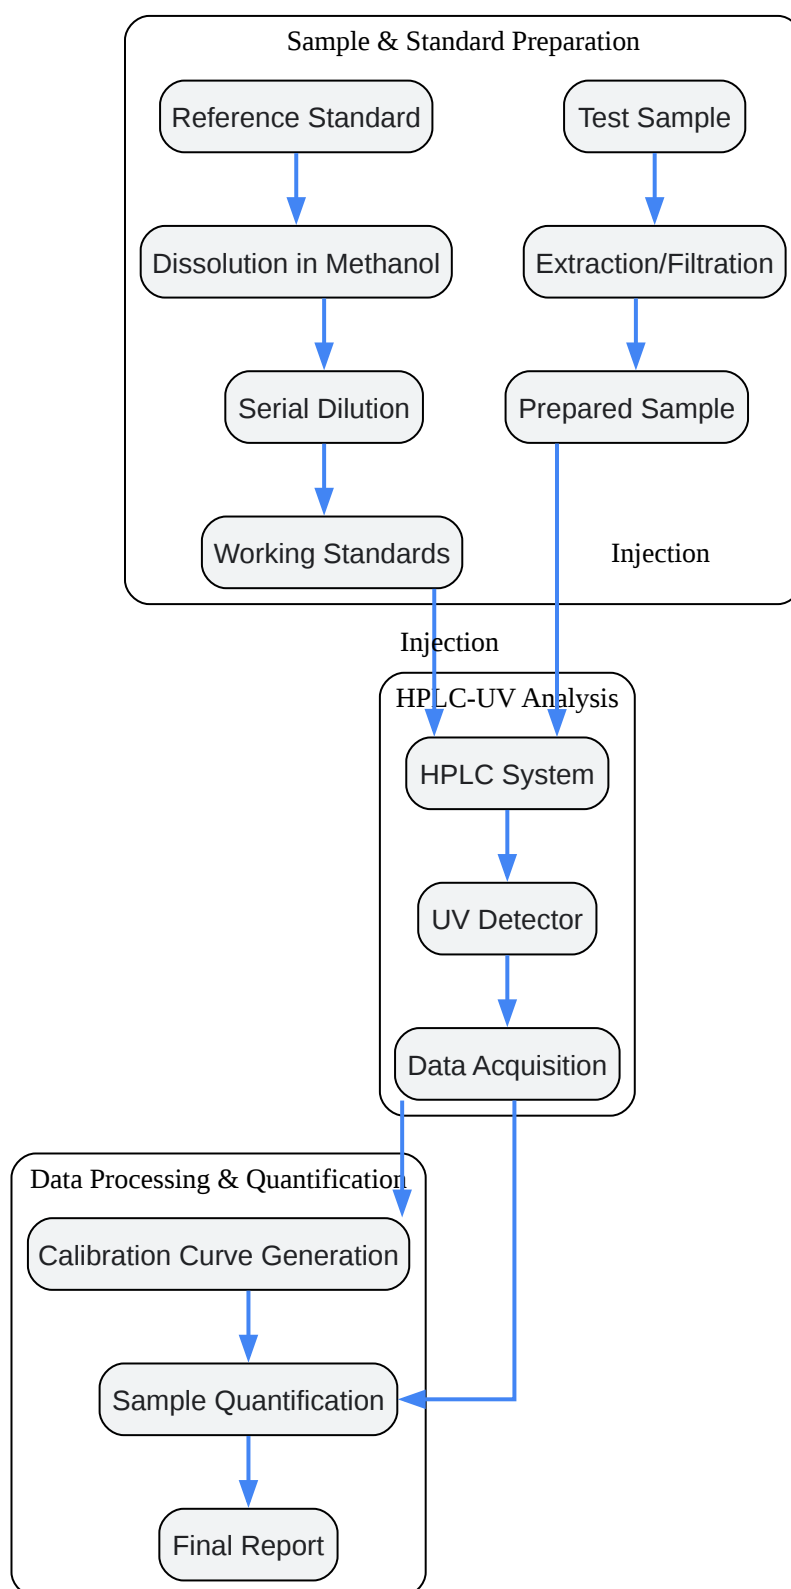 Sample & Standard Preparation
Reference Standard
Test Sample
Dissolution in Methanol
Extraction/Filtration
Serial Dilution
Prepared Sample
Working Standards
Injection
Injection
HPLC-UV Analysis
HPLC System
UV Detector
Data Acquisition
Data Processing & Quantification
Calibration Curve Generation
Sample Quantification
Final Report